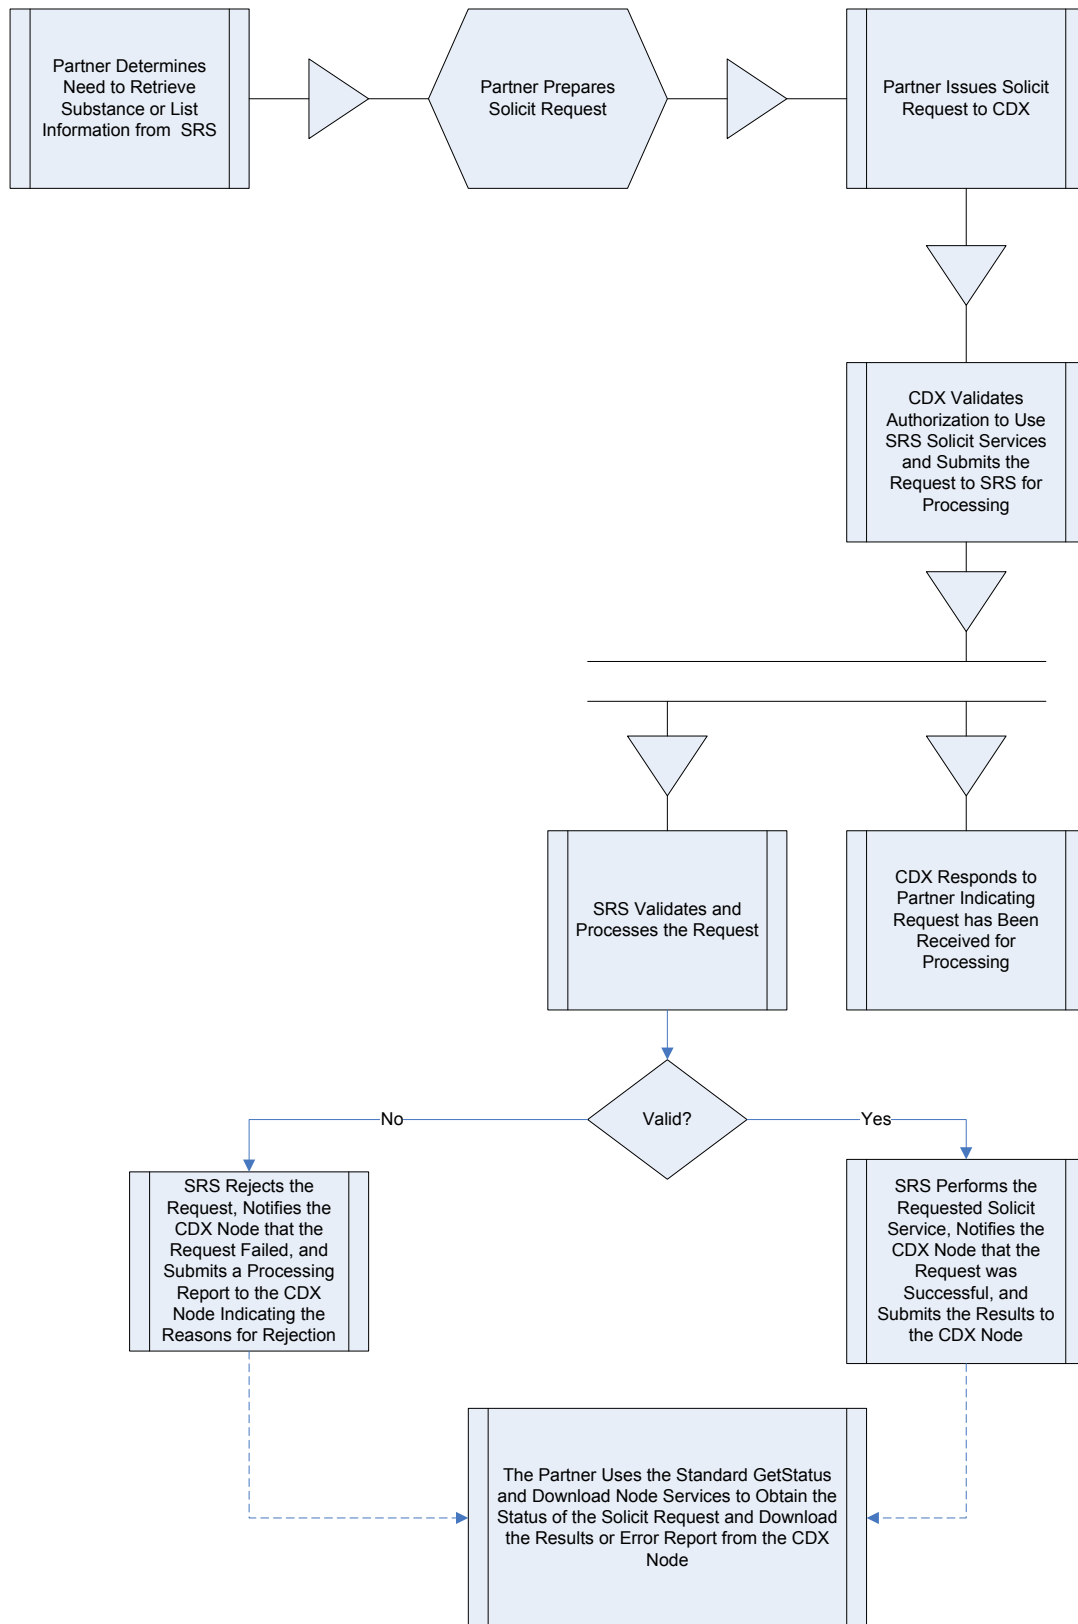 Partner Determines
Need to Retrieve
Substance or List
Information from SRS
Partner Prepares
Solicit Request
Partner Issues Solicit
Request to CDX
CDX Validates
Authorization to Use
SRS Solicit Services
and Submits the
Request to SRS for
Processing
SRS Validates and
Processes the Request
CDX Responds to
Partner Indicating
Request has Been
Received for
Processing
Valid?
No
Yes
SRS Rejects the
Request, Notifies the
CDX Node that the
Request Failed, and
Submits a Processing
Report to the CDX
Node Indicating the
Reasons for Rejection
SRS Performs the
Requested Solicit
Service, Notifies the
CDX Node that the
Request was
Successful, and
Submits the Results to
the CDX Node
The Partner Uses the Standard GetStatus
and Download Node Services to Obtain the
Status of the Solicit Request and Download
the Results or Error Report from the CDX
Node